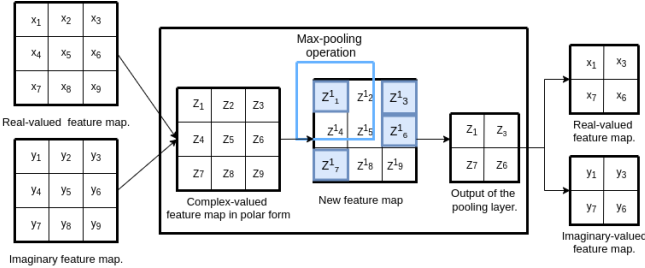 x1 x2 x3
x4 x5 x6
x7 x8 x9
Real-valued feature map.
y1 y2 y3
y4 y5 y6
y7 y8 y9
Imaginary feature map.
Z1 Z2 Z3
Z4 Z5 Z6
Z7 Z8 Z9
Complex-valued
feature map in polar form
Max-pooling
operation
Z¹1 Z¹2 Z¹3
Z¹4 Z¹5 Z¹6
Z¹7 Z¹8 Z¹9
New feature map
Z1 Z3
Z7 Z6
Output of the
pooling layer.
x1 x3
x7 x6
Real-valued
feature map.
y1 y3
y7 y6
Imaginary-valued
feature map.